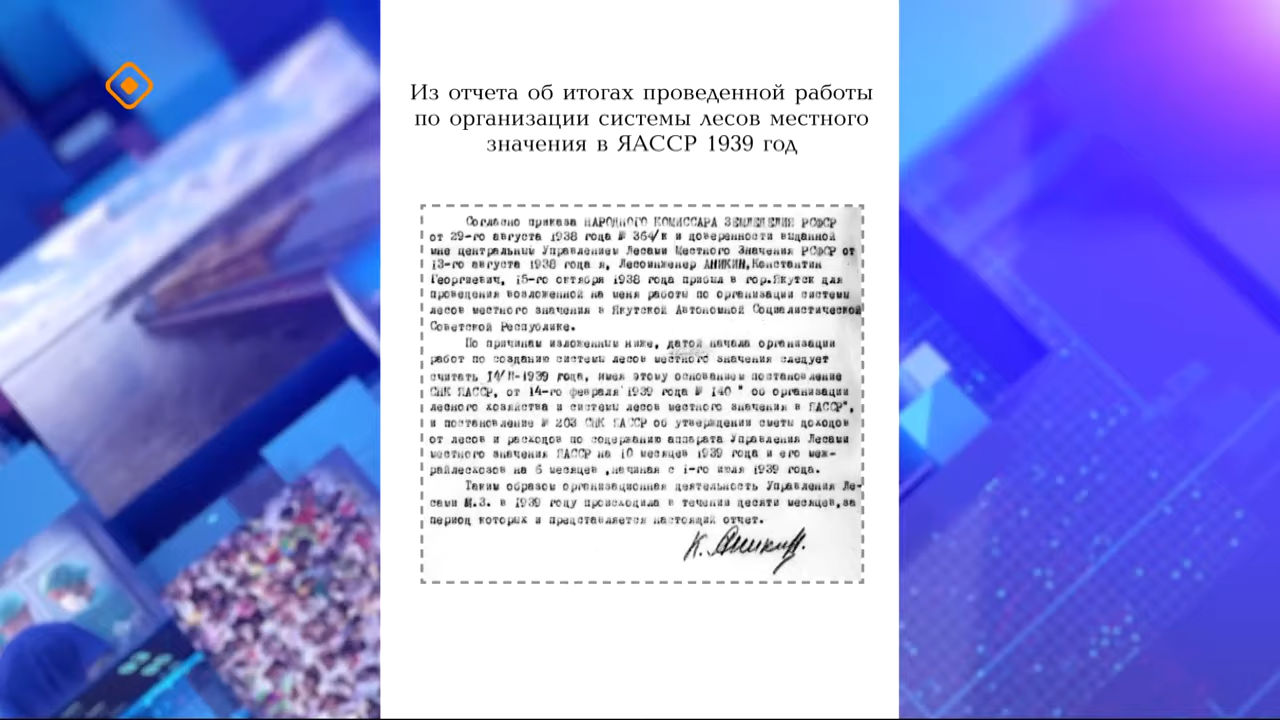 Из отчета об итогах проведенной работы
по организации системы лесов местного
значения в ЯАССР 1939 год
Согласно приказа НАРОДНОГО КОМИССАРА ЗЕМЛЕДЕЛИЯ РСФСР
от 29-го августа 1938 года № 364/к и доверенности выданной
мне центральным Управлением Лесами Местного Значения РСФСР от
13-го августа 1938 года я, Лесоинженер АНИКИН,Константин
Георгиевич, 15-го октября 1938 года прибыл в гор.Якутск для
проведения возложенной на меня работы по организации системы
лесов местного значения в Якутской Автономной Социалистической
Советской Республике.
По причинам изложенным ниже, датой начала организации
работ по созданию системы лесов местного значения следует
считать 14/II-1939 года, имея этому основанием постановление
СНК ЯАССР, от 14-го февраля 1939 года № 140 " об организации
лесного хозяйства и системы лесов местного значения в ЯАССР",
и постановление № 203 СНК ЯАССР об утверждении сметы доходов
от лесов и расходов по содержанию аппарата Управления Лесами
местного значения ЯАССР на 10 месяцев 1939 года и его меж-
райлесхозов на 6 месяцев ,начиная с 1-го июля 1939 года.
Таким образом организационная деятельность Управления Ле-
сами М.З. в 1939 году происходила в течении десяти месяцев,за
период которых и представляется настоящий отчет.
К. Аникин.